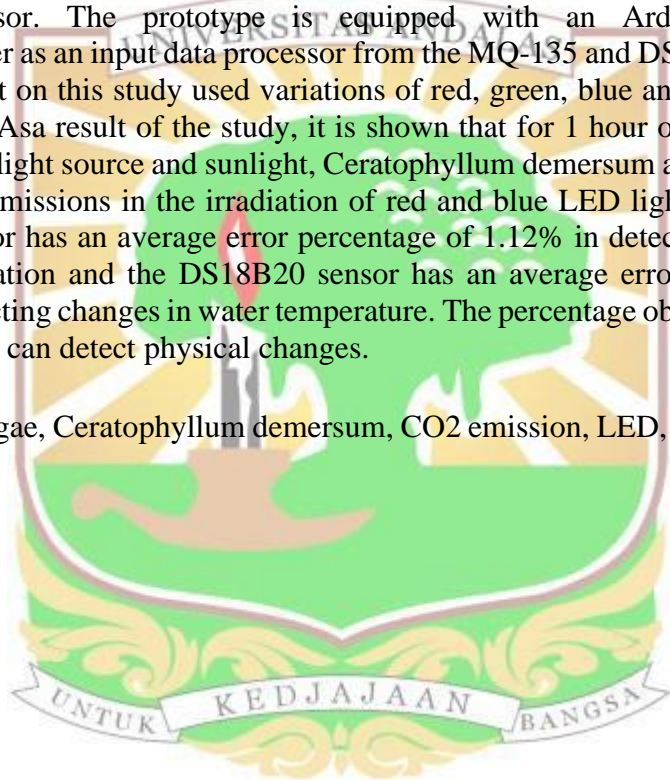 sor. The prototype is equipped with an Ard
er as an input data processor from the MQ-135 and DS
t on this study used variations of red, green, blue an
Asa result of the study, it is shown that for 1 hour o
light source and sunlight, Ceratophyllum demersum a
missions in the irradiation of red and blue LED ligh
or has an average error percentage of 1.12% in detec
ation and the DS18B20 sensor has an average erro
cting changes in water temperature. The percentage ob
can detect physical changes.
gae, Ceratophyllum demersum, CO2 emission, LED,
UNIVERSITAS ANDALAS
UNTUK KEDJAJAAN BANGSA